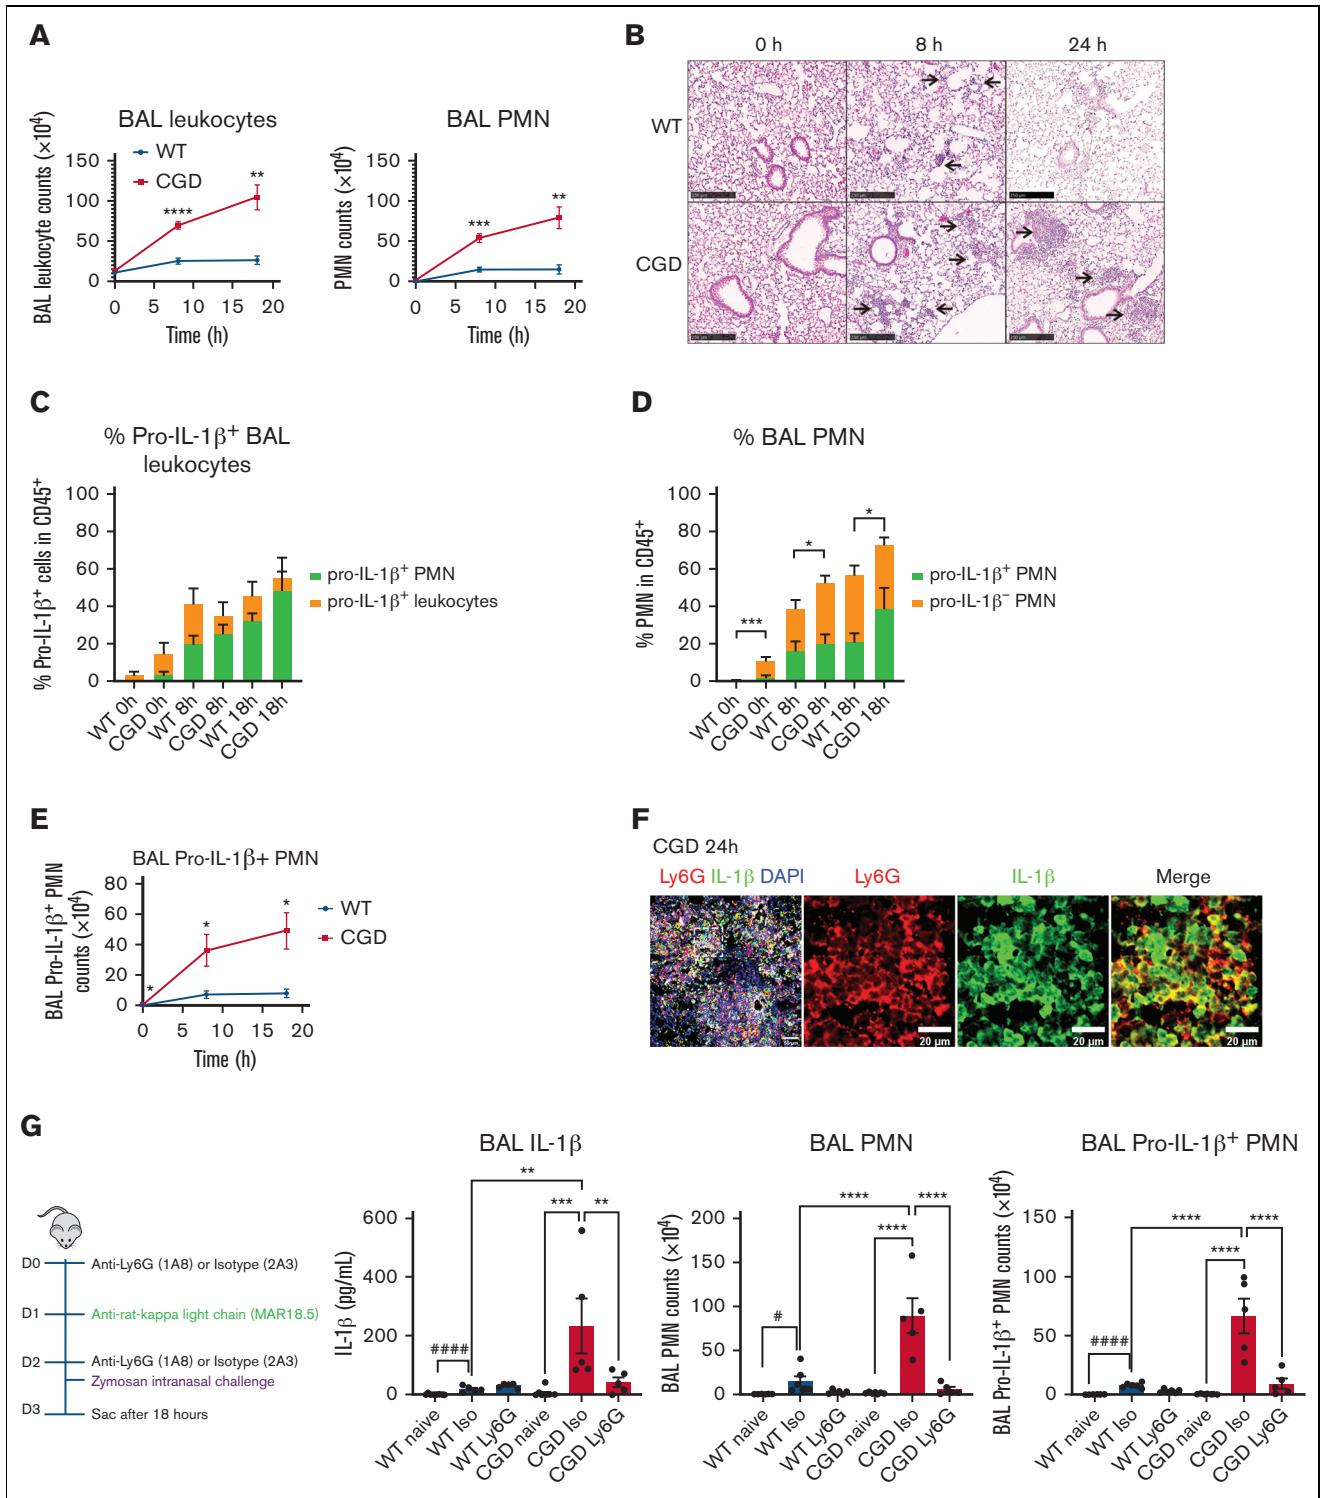 A
BAL leukocytes
BAL leukocyte counts (×10⁴)
150
100
50
0
WT
CGD
****
**
0 5 10 15 20
Time (h)
BAL PMN
PMN counts (×10⁴)
150
100
50
0
***
**
0 5 10 15 20
Time (h)
B
0 h 8 h 24 h
WT
CGD
C
% Pro-IL-1β⁺ BAL
leukocytes
% Pro-IL-1β⁺ cells in CD45⁺
100
80
60
40
20
0
WT 0h
CGD 0h
WT 8h
CGD 8h
WT 18h
CGD 18h
pro-IL-1β⁺ PMN
pro-IL-1β⁺ leukocytes
D
% BAL PMN
% PMN in CD45⁺
100
80
60
40
20
0
***
*
*
WT 0h
CGD 0h
WT 8h
CGD 8h
WT 18h
CGD 18h
pro-IL-1β⁺ PMN
pro-IL-1β⁻ PMN
E
BAL Pro-IL-1β+ PMN
BAL Pro-IL-1β⁺ PMN
counts (×10⁴)
80
60
40
20
0
*
*
*
WT
CGD
0 5 10 15 20
Time (h)
F
CGD 24h
Ly6G IL-1β DAPI
Ly6G
IL-1β
Merge
20 μm
20 μm
20 μm
G
D0 Anti-Ly6G (1A8) or Isotype (2A3)
D1 Anti-rat-kappa light chain (MAR18.5)
D2 Anti-Ly6G (1A8) or Isotype (2A3)
Zymosan intranasal challenge
D3 Sac after 18 hours
BAL IL-1β
IL-1β (pg/mL)
600
400
200
0
####
**
***
**
WT naive
WT Iso
WT Ly6G
CGD naive
CGD Iso
CGD Ly6G
BAL PMN
BAL PMN counts (×10⁴)
200
150
100
50
0
#
****
****
****
WT naive
WT Iso
WT Ly6G
CGD naive
CGD Iso
CGD Ly6G
BAL Pro-IL-1β⁺ PMN
BAL Pro-IL-1β⁺ PMN counts (×10⁴)
150
100
50
0
####
****
****
****
WT naive
WT Iso
WT Ly6G
CGD naive
CGD Iso
CGD Ly6G